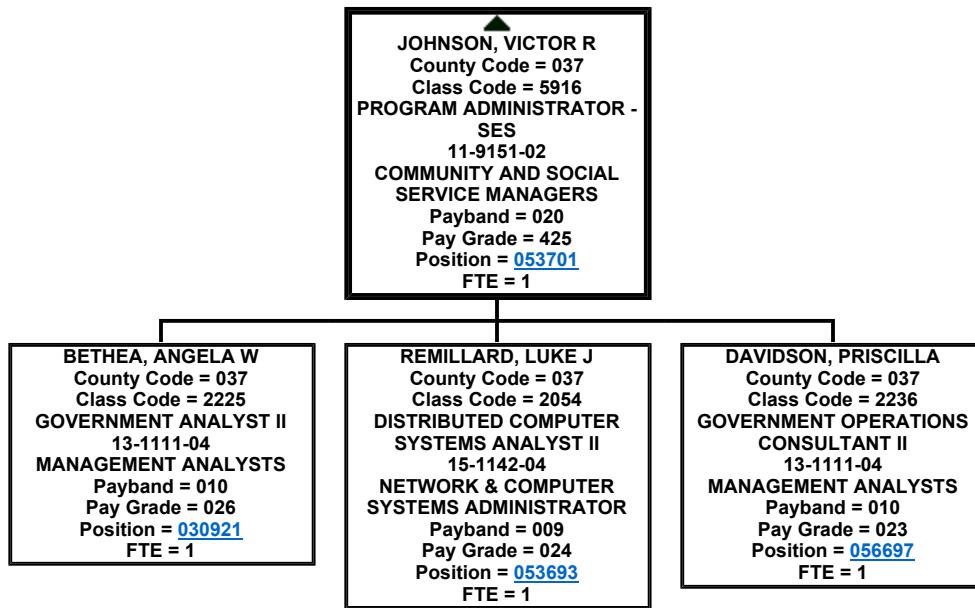 JOHNSON, VICTOR R
County Code = 037
Class Code = 5916
PROGRAM ADMINISTRATOR -
SES
11-9151-02
COMMUNITY AND SOCIAL
SERVICE MANAGERS
Payband = 020
Pay Grade = 425
Position = 053701
FTE = 1
BETHEA, ANGELA W
County Code = 037
Class Code = 2225
GOVERNMENT ANALYST II
13-1111-04
MANAGEMENT ANALYSTS
Payband = 010
Pay Grade = 026
Position = 030921
FTE = 1
REMILLARD, LUKE J
County Code = 037
Class Code = 2054
DISTRIBUTED COMPUTER
SYSTEMS ANALYST II
15-1142-04
NETWORK & COMPUTER
SYSTEMS ADMINISTRATOR
Payband = 009
Pay Grade = 024
Position = 053693
FTE = 1
DAVIDSON, PRISCILLA
County Code = 037
Class Code = 2236
GOVERNMENT OPERATIONS
CONSULTANT II
13-1111-04
MANAGEMENT ANALYSTS
Payband = 010
Pay Grade = 023
Position = 056697
FTE = 1